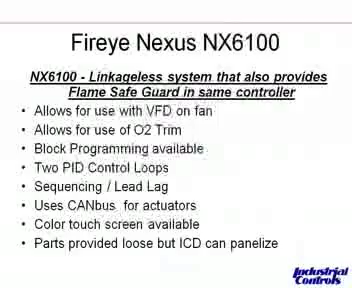 Fireye Nexus NX6100
NX6100 - Linkageless system that also provides
Flame Safe Guard in same controller
• Allows for use with VFD on fan
• Allows for use of O2 Trim
• Block Programming available
• Two PID Control Loops
• Sequencing / Lead Lag
• Uses CANbus for actuators
• Color touch screen available
• Parts provided loose but ICD can panelize
Industrial
Controls